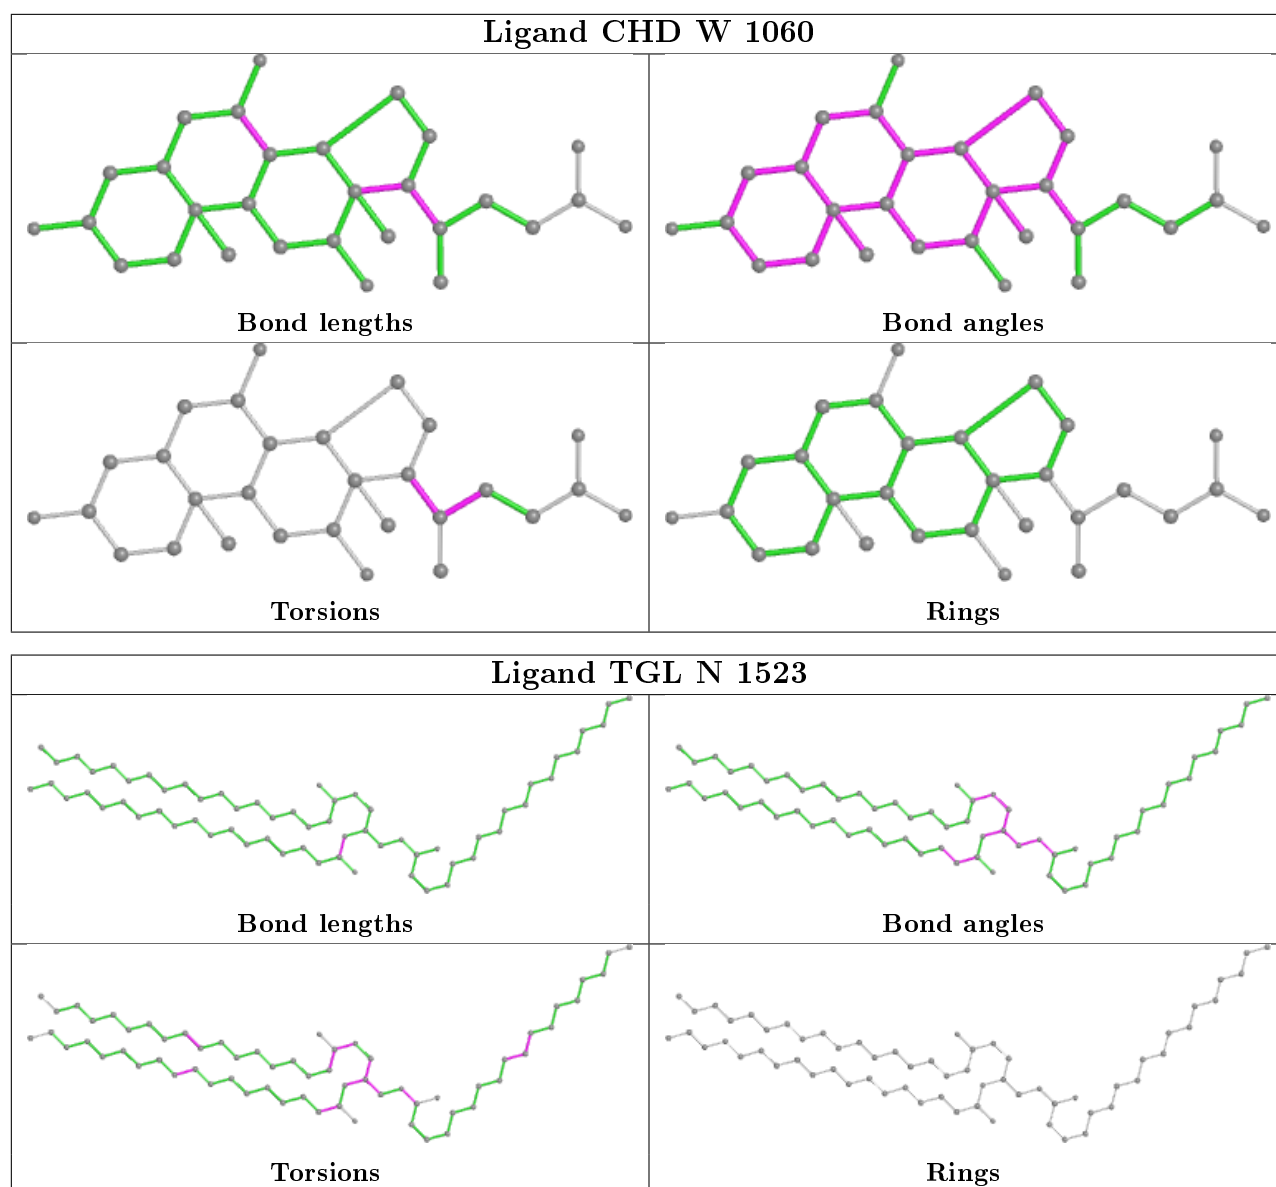 Ligand CHD W 1060
Bond lengths
Bond angles
Torsions
Rings
Ligand TGL N 1523
Bond lengths
Bond angles
Torsions
Rings